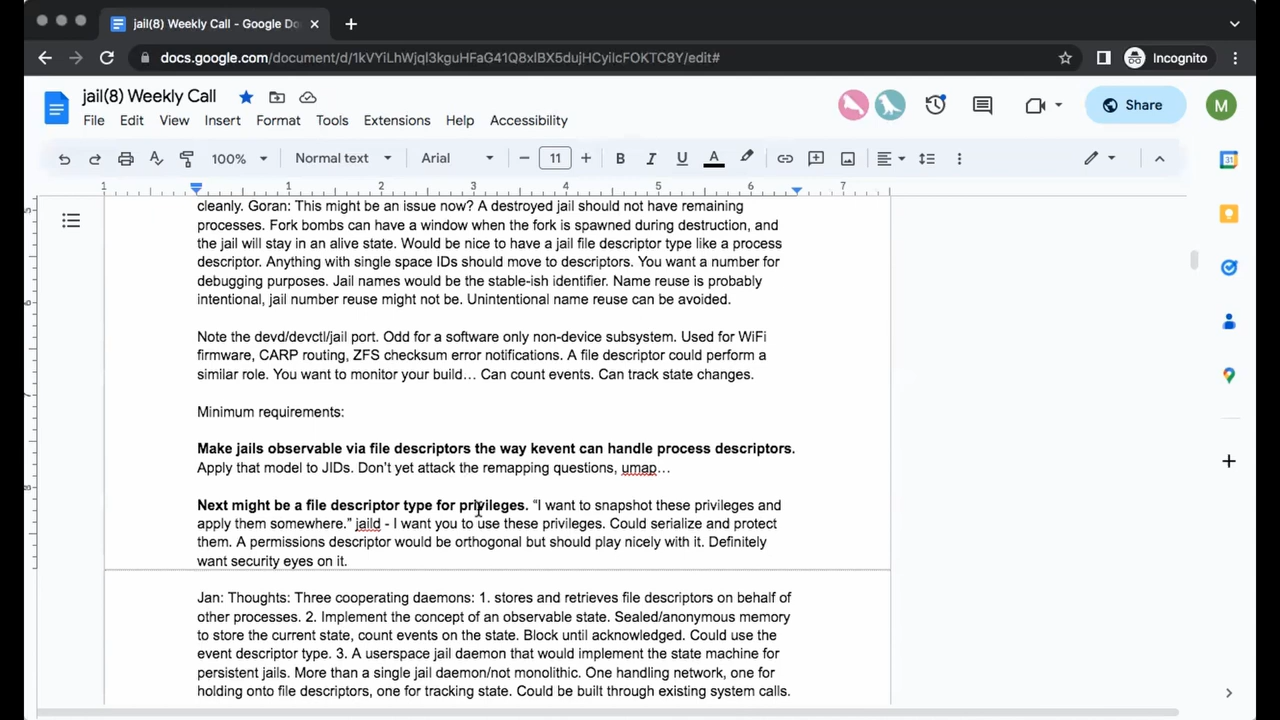 jail(8) Weekly Call - Google Do
docs.google.com/document/d/1kVYiLhWjql3kguHFaG41Q8xlBX5dujHCyilcFOKTC8Y/edit#
Incognito
jail(8) Weekly Call
File Edit View Insert Format Tools Extensions Help Accessibility
Share
M
100% Normal text Arial 11 B I U A
1 1 2 3 4 5 6 7
cleanly. Goran: This might be an issue now? A destroyed jail should not have remaining
processes. Fork bombs can have a window when the fork is spawned during destruction, and
the jail will stay in an alive state. Would be nice to have a jail file descriptor type like a process
descriptor. Anything with single space IDs should move to descriptors. You want a number for
debugging purposes. Jail names would be the stable-ish identifier. Name reuse is probably
intentional, jail number reuse might not be. Unintentional name reuse can be avoided.
Note the devd/devctl/jail port. Odd for a software only non-device subsystem. Used for WiFi
firmware, CARP routing, ZFS checksum error notifications. A file descriptor could perform a
similar role. You want to monitor your build… Can count events. Can track state changes.
Minimum requirements:
Make jails observable via file descriptors the way kevent can handle process descriptors.
Apply that model to JIDs. Don't yet attack the remapping questions, umap…
Next might be a file descriptor type for privileges. “I want to snapshot these privileges and
apply them somewhere.” jaild - I want you to use these privileges. Could serialize and protect
them. A permissions descriptor would be orthogonal but should play nicely with it. Definitely
want security eyes on it.
Jan: Thoughts: Three cooperating daemons: 1. stores and retrieves file descriptors on behalf of
other processes. 2. Implement the concept of an observable state. Sealed/anonymous memory
to store the current state, count events on the state. Block until acknowledged. Could use the
event descriptor type. 3. A userspace jail daemon that would implement the state machine for
persistent jails. More than a single jail daemon/not monolithic. One handling network, one for
holding onto file descriptors, one for tracking state. Could be built through existing system calls.